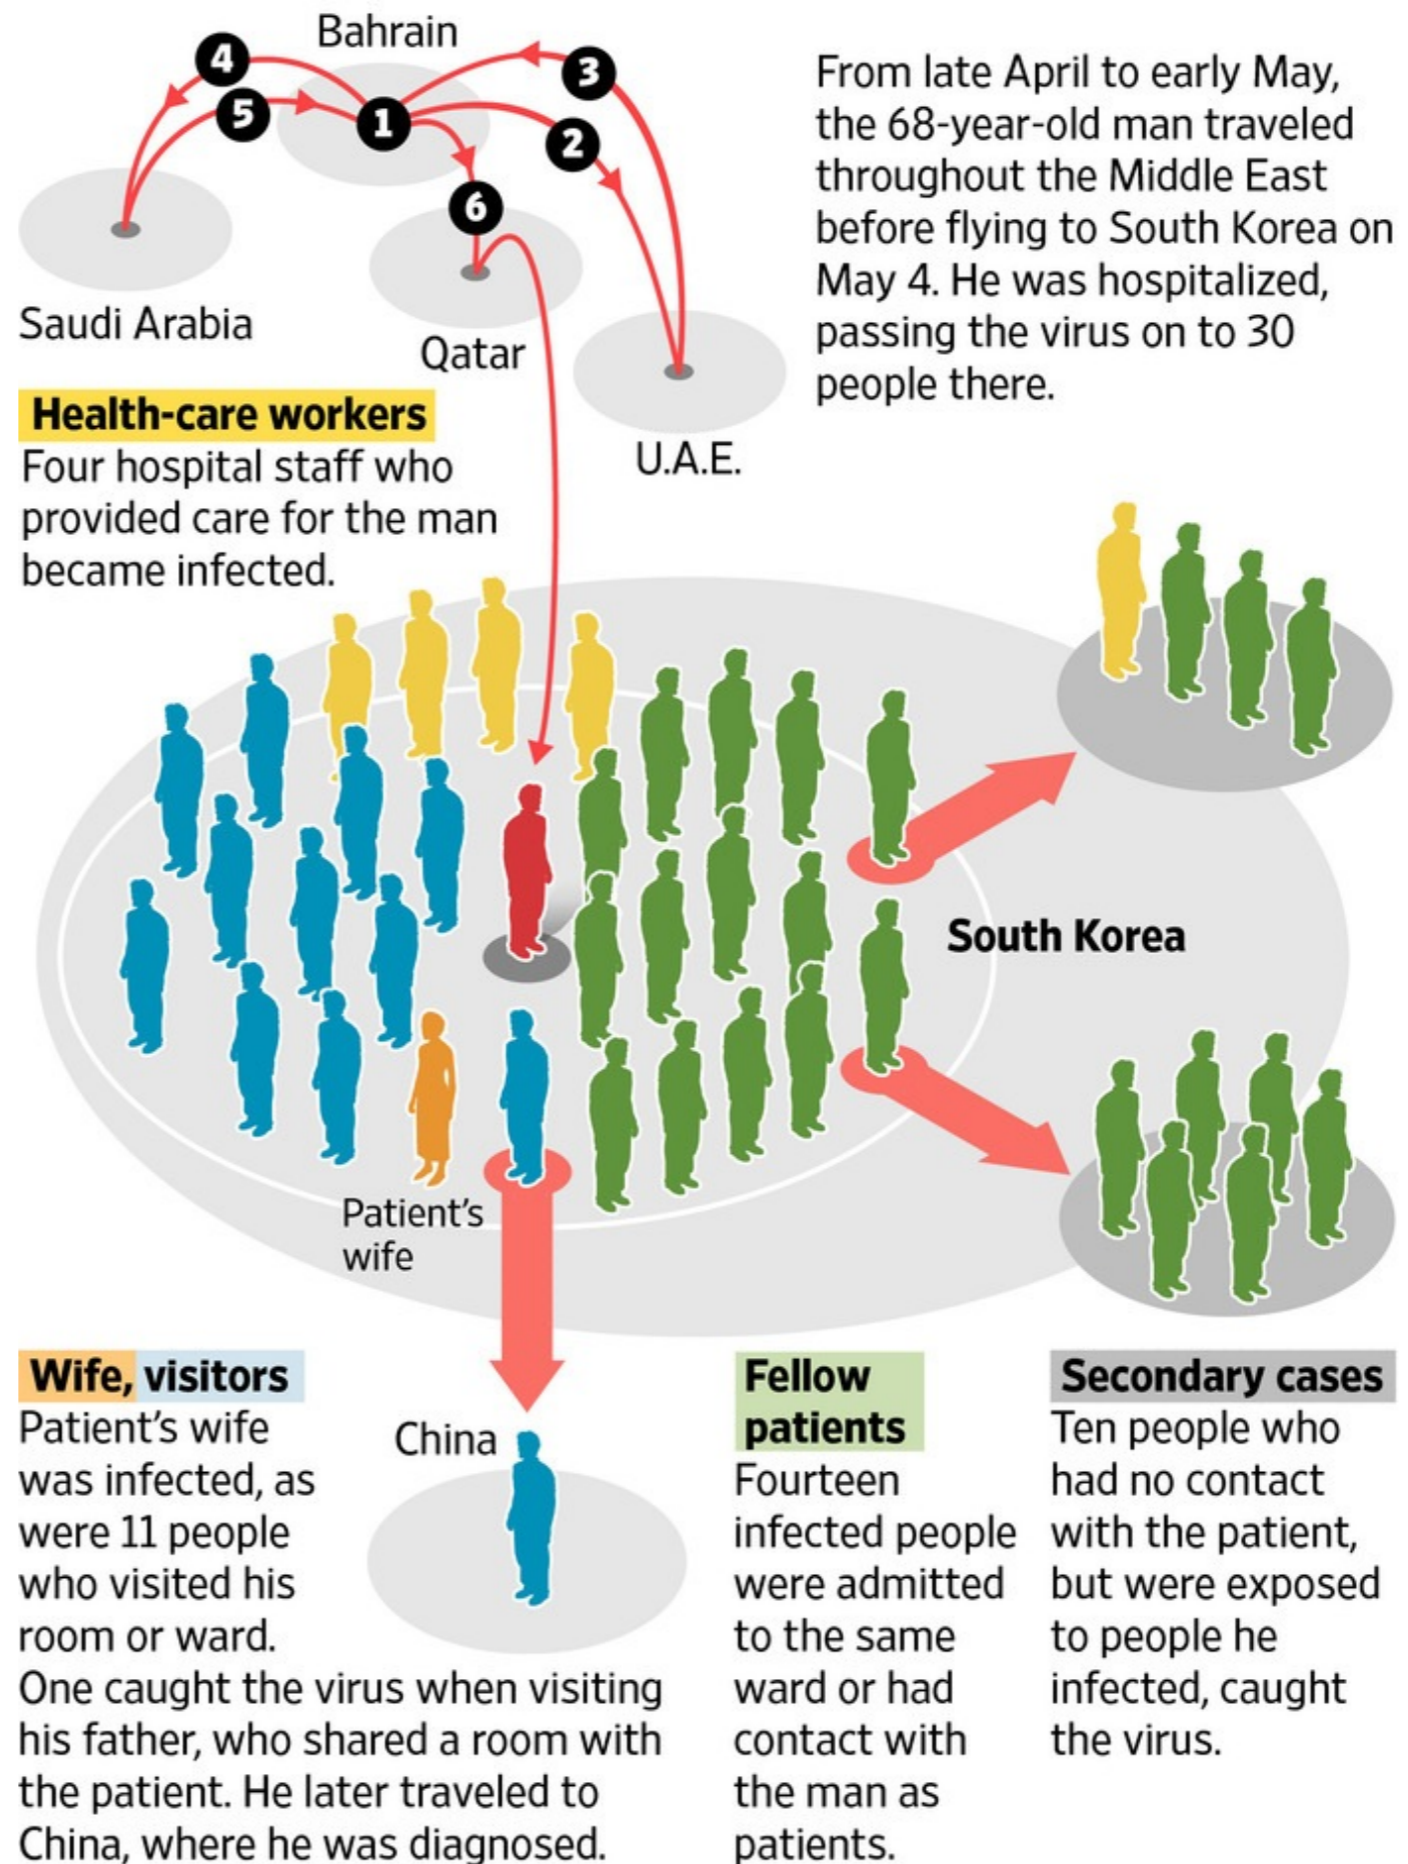 Bahrain
4
3
5
1
2
6
Saudi Arabia
Qatar
U.A.E.
From late April to early May,
the 68-year-old man traveled
throughout the Middle East
before flying to South Korea on
May 4. He was hospitalized,
passing the virus on to 30
people there.
Health-care workers
Four hospital staff who
provided care for the man
became infected.
South Korea
Patient's
wife
Wife, visitors
Patient's wife
was infected, as
were 11 people
who visited his
room or ward.
One caught the virus when visiting
his father, who shared a room with
the patient. He later traveled to
China, where he was diagnosed.
China
Fellow
patients
Fourteen
infected people
were admitted
to the same
ward or had
contact with
the man as
patients.
Secondary cases
Ten people who
had no contact
with the patient,
but were exposed
to people he
infected, caught
the virus.